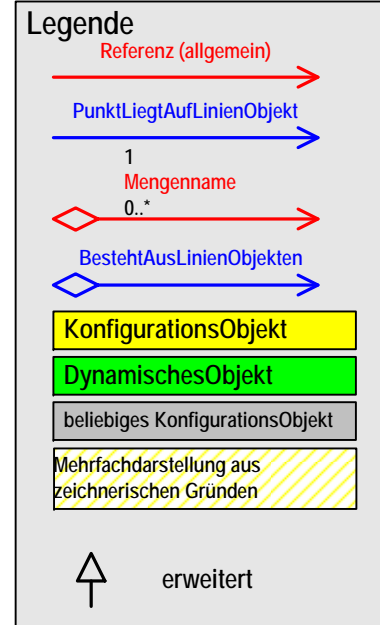 Legende
Referenz (allgemein)
PunktLiegtAufLinienObjekt
1
Mengenname
0..*
BestehtAusLinienObjekten
KonfigurationsObjekt
DynamischesObjekt
beliebiges KonfigurationsObjekt
Mehrfachdarstellung aus
zeichnerischen Gründen
erweitert